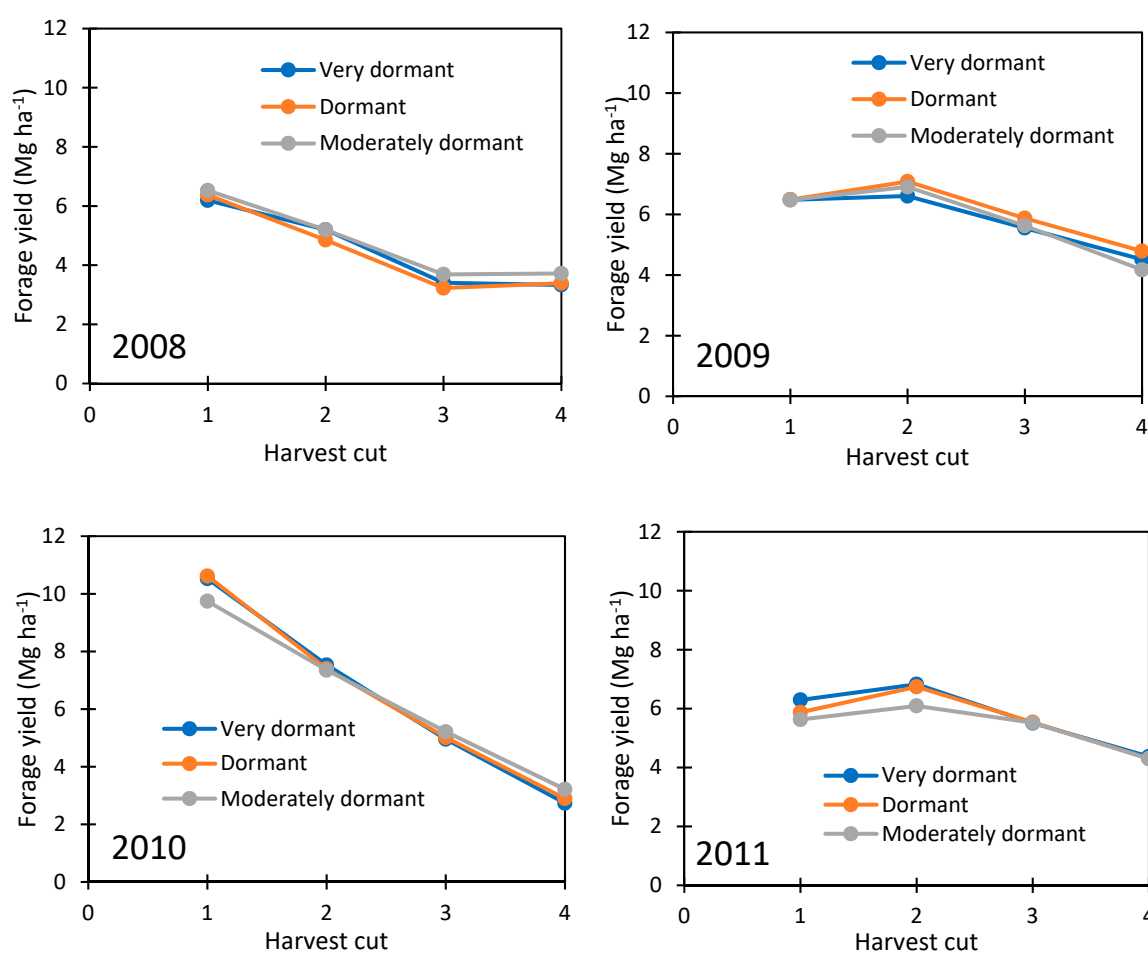 12
10
8
6
4
2
0
Forage yield (Mg ha⁻¹)
Very dormant
Dormant
Moderately dormant
2008
0 1 2 3 4
Harvest cut
12
10
8
6
4
2
0
Forage yield (Mg ha⁻¹)
Very dormant
Dormant
Moderately dormant
2009
0 1 2 3 4
Harvest cut
12
10
8
6
4
2
0
Forage yield (Mg ha⁻¹)
Very dormant
Dormant
Moderately dormant
2010
0 1 2 3 4
Harvest cut
12
10
8
6
4
2
0
Forage yield (Mg ha⁻¹)
Very dormant
Dormant
Moderately dormant
2011
0 1 2 3 4
Harvest cut